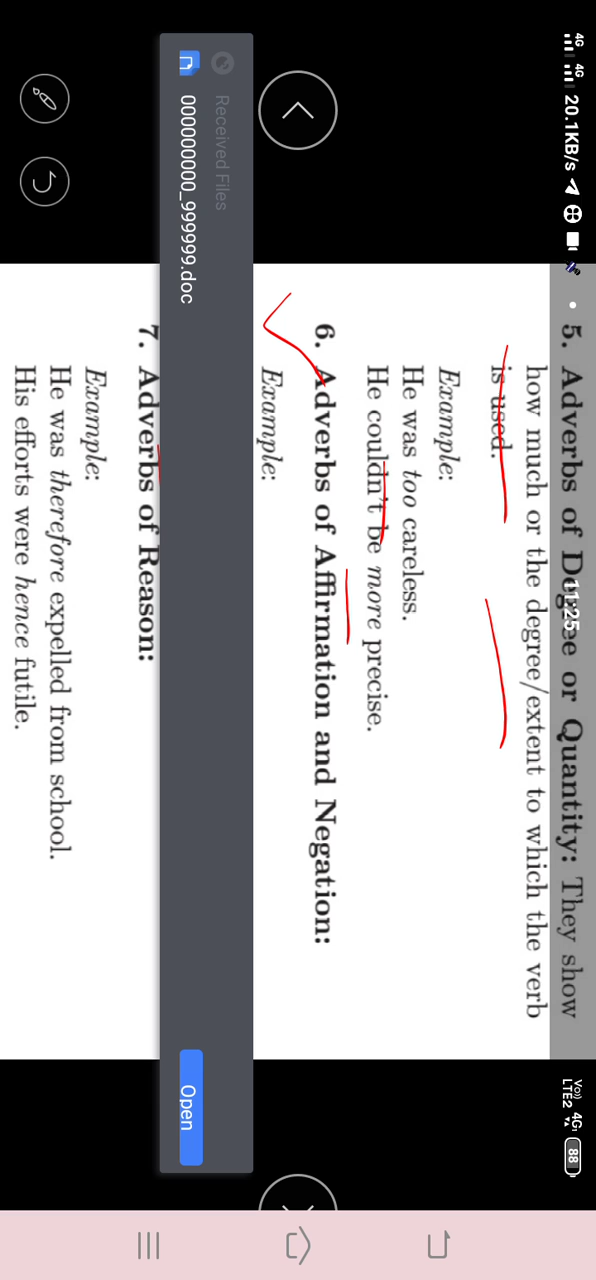 20.1KB/s
11:25
VoLTE2 4G 88
5. Adverbs of Degree or Quantity: They show
how much or the degree/extent to which the verb
is used.
Example:
He was too careless.
He couldn't be more precise.
6. Adverbs of Affirmation and Negation:
Example:
Received Files
000000000_999999.doc
Open
7. Adverbs of Reason:
Example:
He was therefore expelled from school.
His efforts were hence futile.